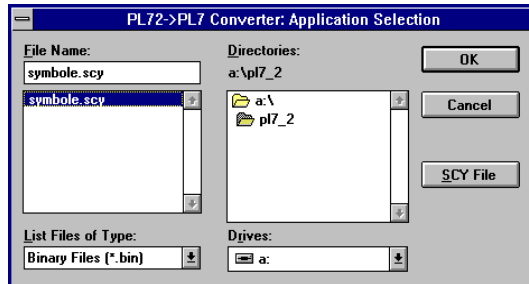 PL72->PL7 Converter: Application Selection
File Name:
symbole.scy
symbole.scy
List Files of Type:
Binary Files (*.bin)
Directories:
a:\pl7_2
a:\
pl7_2
Drives:
a:
OK
Cancel
SCY File